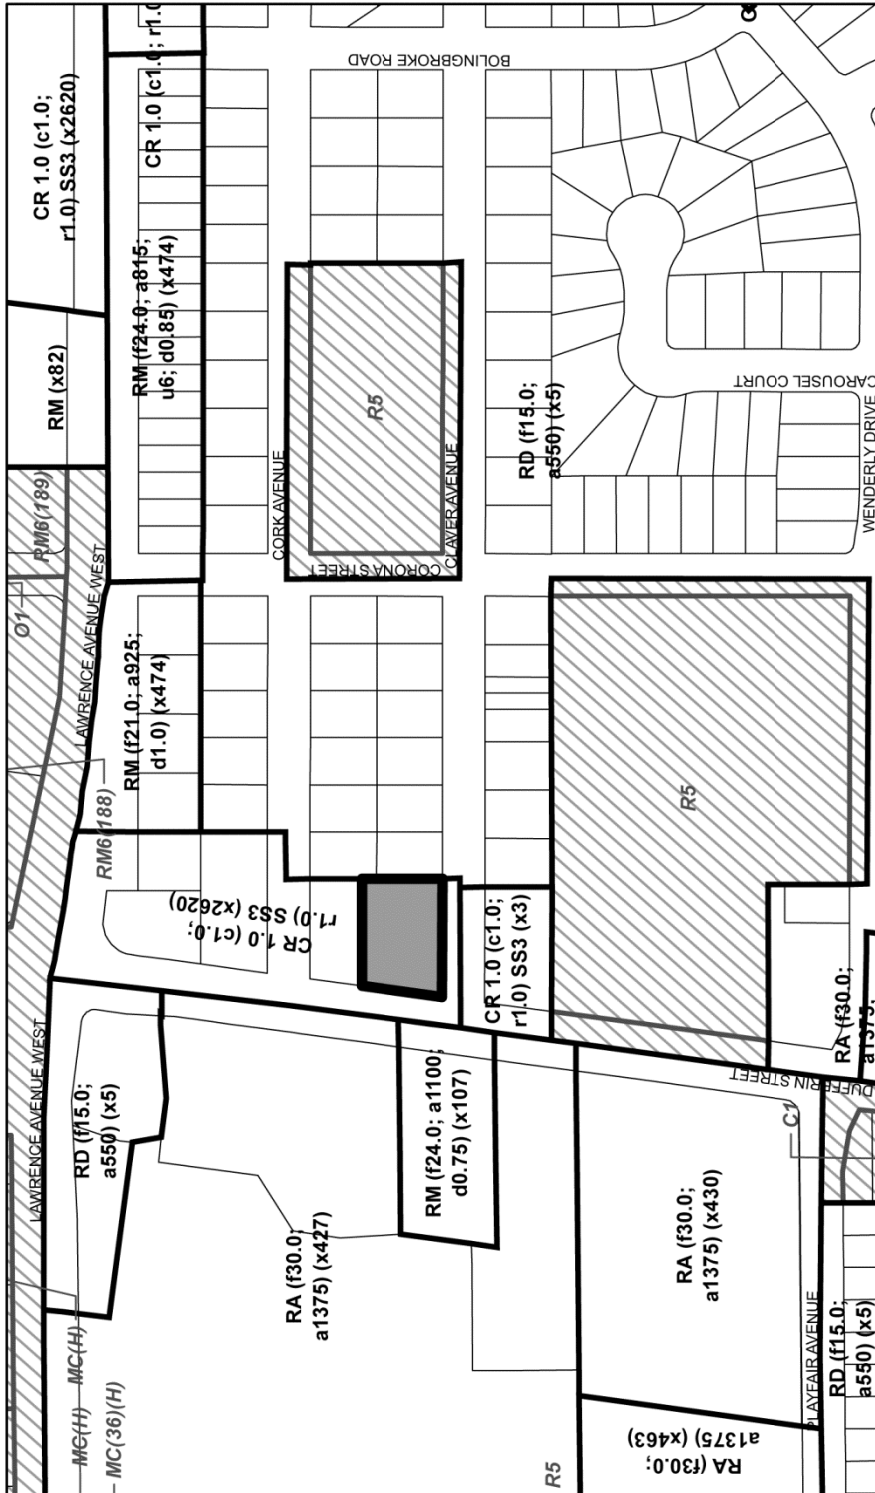 BOLINGBROKE ROAD
CR 1.0 (c1.0;
r1.0) SS3 (x2620)
CR 1.0 (c1.0; r1.0
RM (x82)
RM (f24.0; a815;
u6; d0.85) (x474)
R5
RD (f15.0;
a550) (x5)
CAROUSEL COURT
WENDERLY DRIVE
CORK AVENUE
CLAVER AVENUE
CORONA STREET
RM6(189)
O1
LAWRENCE AVENUE WEST
RM (f21.0; a925;
d1.0) (x474)
RM6(188)
R5
CR 1.0 (c1.0;
r1.0) SS3 (x2620)
CR 1.0 (c1.0;
r1.0) SS3 (x3)
RA (f30.0;
a1375;
LAWRENCE AVENUE WEST
RD (f15.0;
a550) (x5)
RM (f24.0; a1100;
d0.75) (x107)
DUFFERIN STREET
C1
RA (f30.0;
a1375) (x427)
RA (f30.0;
a1375) (x430)
PLAYFAIR AVENUE
RD (f15.0;
a550) (x5)
MC(H)
MC(H)
MC(36)(H)
R5
RA (f30.0;
a1375) (x463)